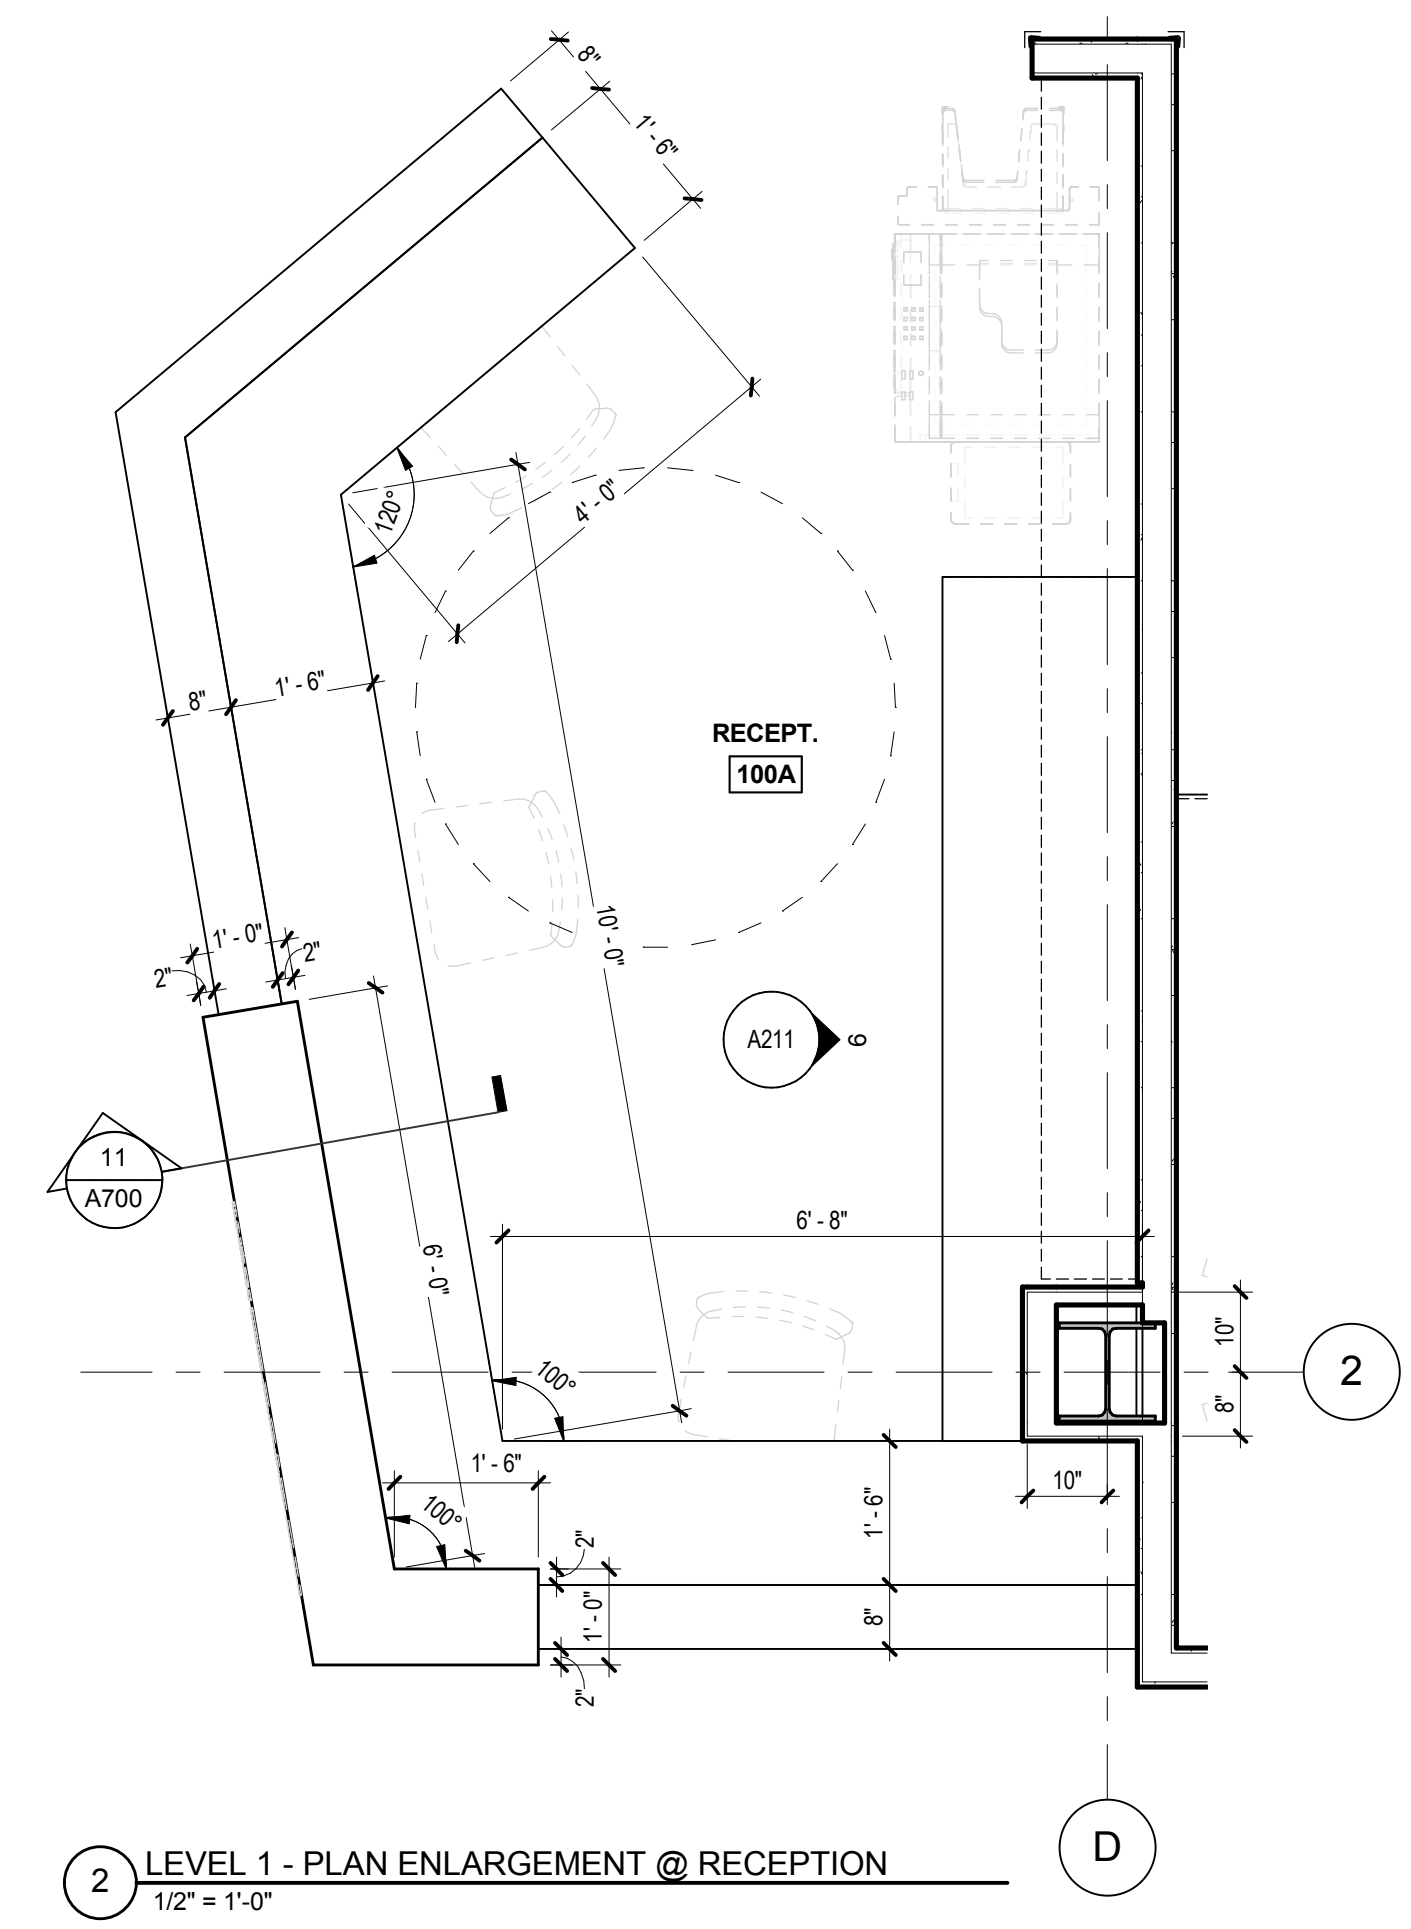 8"
1' - 6"
120°
4' - 0"
8"
1' - 6"
RECEPT.
100A
10' - 0"
1' - 0"
2"
2"
A211
6
11
A700
6' - 0"
6' - 8"
10"
2
8"
100°
1' - 6"
10"
100°
1' - 6"
2"
1' - 0"
8"
2"
D
2
LEVEL 1 - PLAN ENLARGEMENT @ RECEPTION
1/2" = 1'-0"